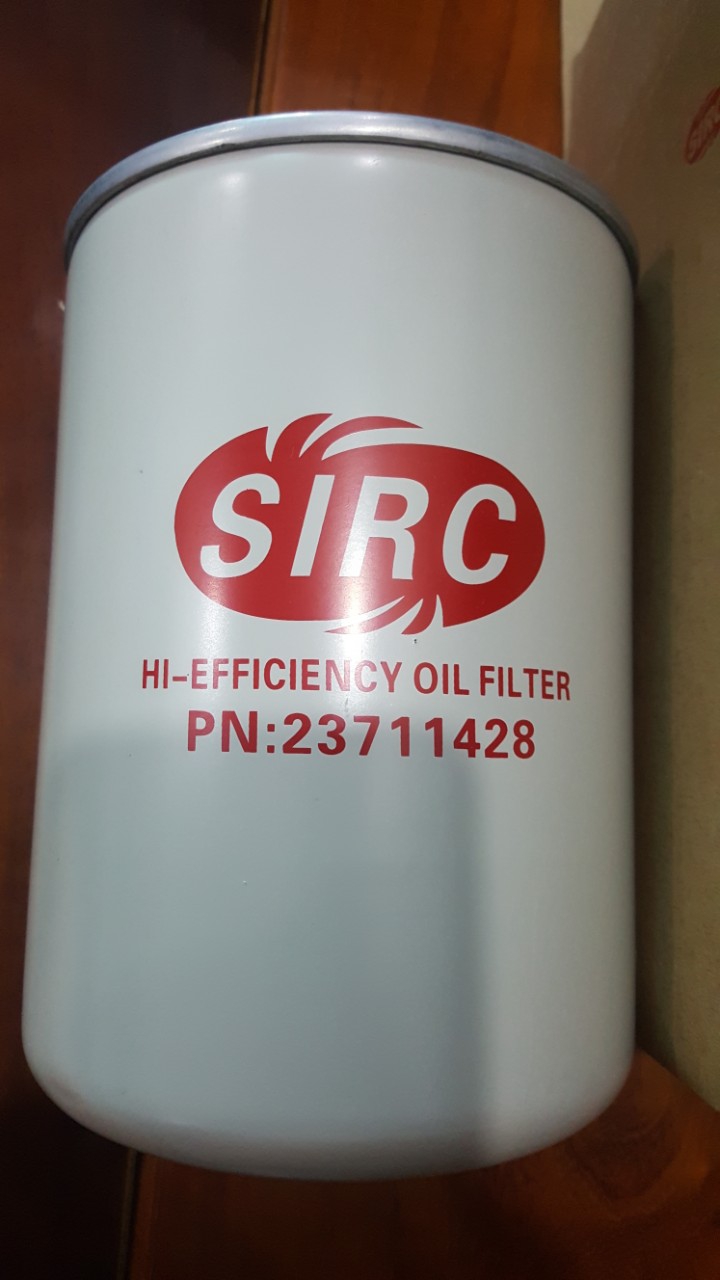 SIRC
HI-EFFICIENCY OIL FILTER
PN:23711428